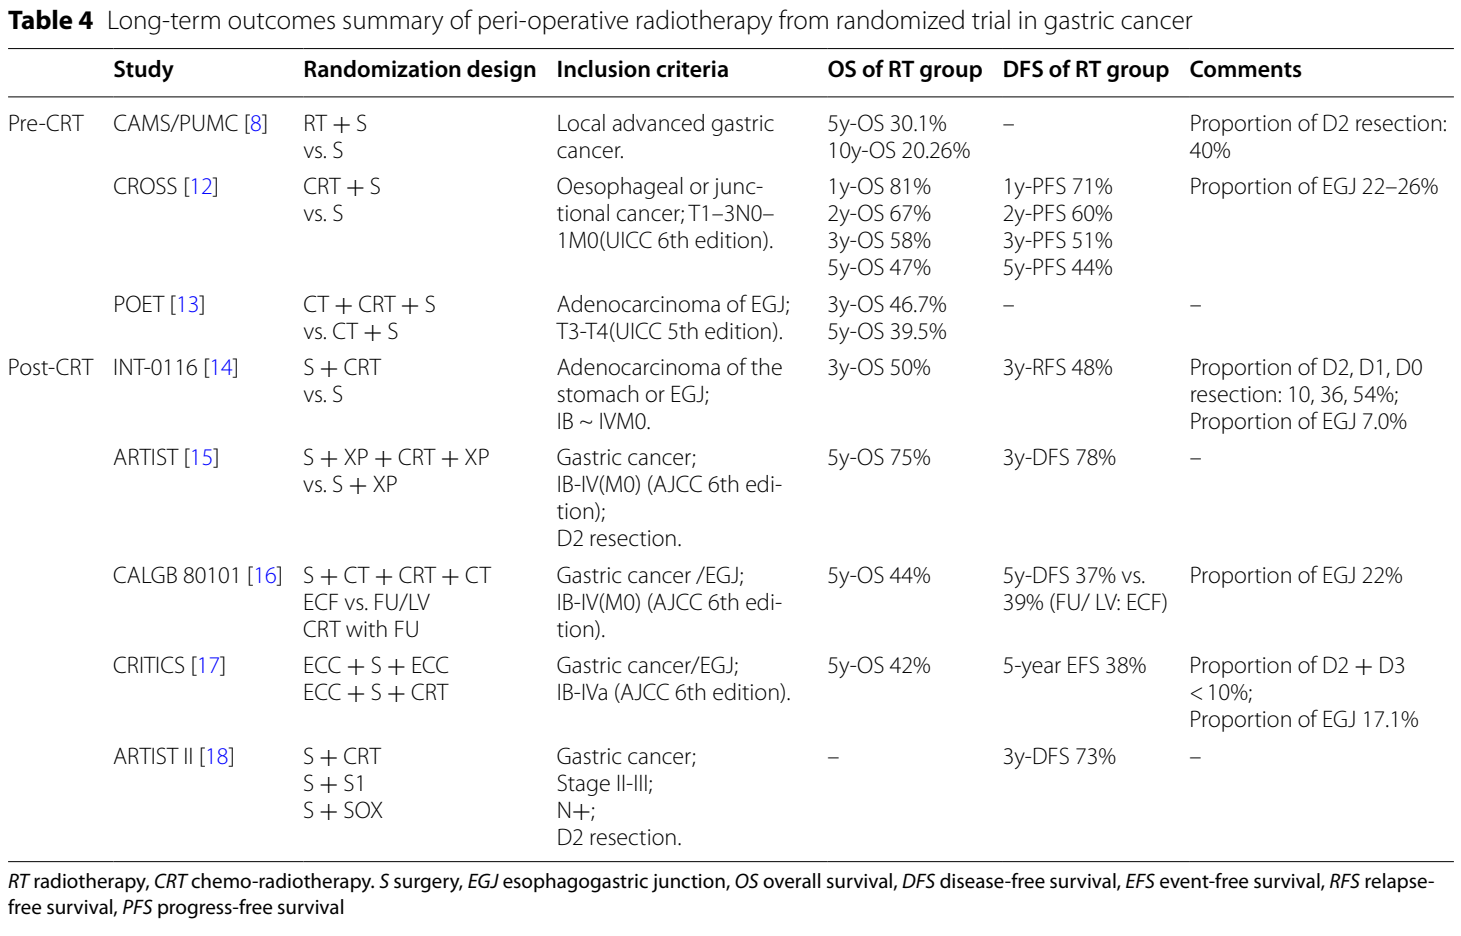 Table 4 Long-term outcomes summary of peri-operative radiotherapy from randomized trial in gastric cancer
Study Randomization design Inclusion criteria OS of RT group DFS of RT group Comments
Pre-CRT CAMS/PUMC [8] RT + S Local advanced gastric 5y-OS 30.1% – Proportion of D2 resection:
vs. S cancer. 10y-OS 20.26% 40%
CROSS [12] CRT + S Oesophageal or junc- 1y-OS 81% 1y-PFS 71% Proportion of EGJ 22–26%
vs. S tional cancer; T1–3N0– 2y-OS 67% 2y-PFS 60%
1M0(UICC 6th edition). 3y-OS 58% 3y-PFS 51%
5y-OS 47% 5y-PFS 44%
POET [13] CT + CRT + S Adenocarcinoma of EGJ; 3y-OS 46.7% – –
vs. CT + S T3-T4(UICC 5th edition). 5y-OS 39.5%
Post-CRT INT-0116 [14] S + CRT Adenocarcinoma of the 3y-OS 50% 3y-RFS 48% Proportion of D2, D1, D0
vs. S stomach or EGJ; resection: 10, 36, 54%;
IB ~ IVM0. Proportion of EGJ 7.0%
ARTIST [15] S + XP + CRT + XP Gastric cancer; 5y-OS 75% 3y-DFS 78% –
vs. S + XP IB-IV(M0) (AJCC 6th edi-
tion);
D2 resection.
CALGB 80101 [16] S + CT + CRT + CT Gastric cancer /EGJ; 5y-OS 44% 5y-DFS 37% vs. Proportion of EGJ 22%
ECF vs. FU/LV IB-IV(M0) (AJCC 6th edi- 39% (FU/ LV: ECF)
CRT with FU tion).
CRITICS [17] ECC + S + ECC Gastric cancer/EGJ; 5y-OS 42% 5-year EFS 38% Proportion of D2 + D3
ECC + S + CRT IB-IVa (AJCC 6th edition). < 10%;
Proportion of EGJ 17.1%
ARTIST II [18] S + CRT Gastric cancer; – 3y-DFS 73% –
S + S1 Stage II-III;
S + SOX N+;
D2 resection.
RT radiotherapy, CRT chemo-radiotherapy. S surgery, EGJ esophagogastric junction, OS overall survival, DFS disease-free survival, EFS event-free survival, RFS relapse-
free survival, PFS progress-free survival